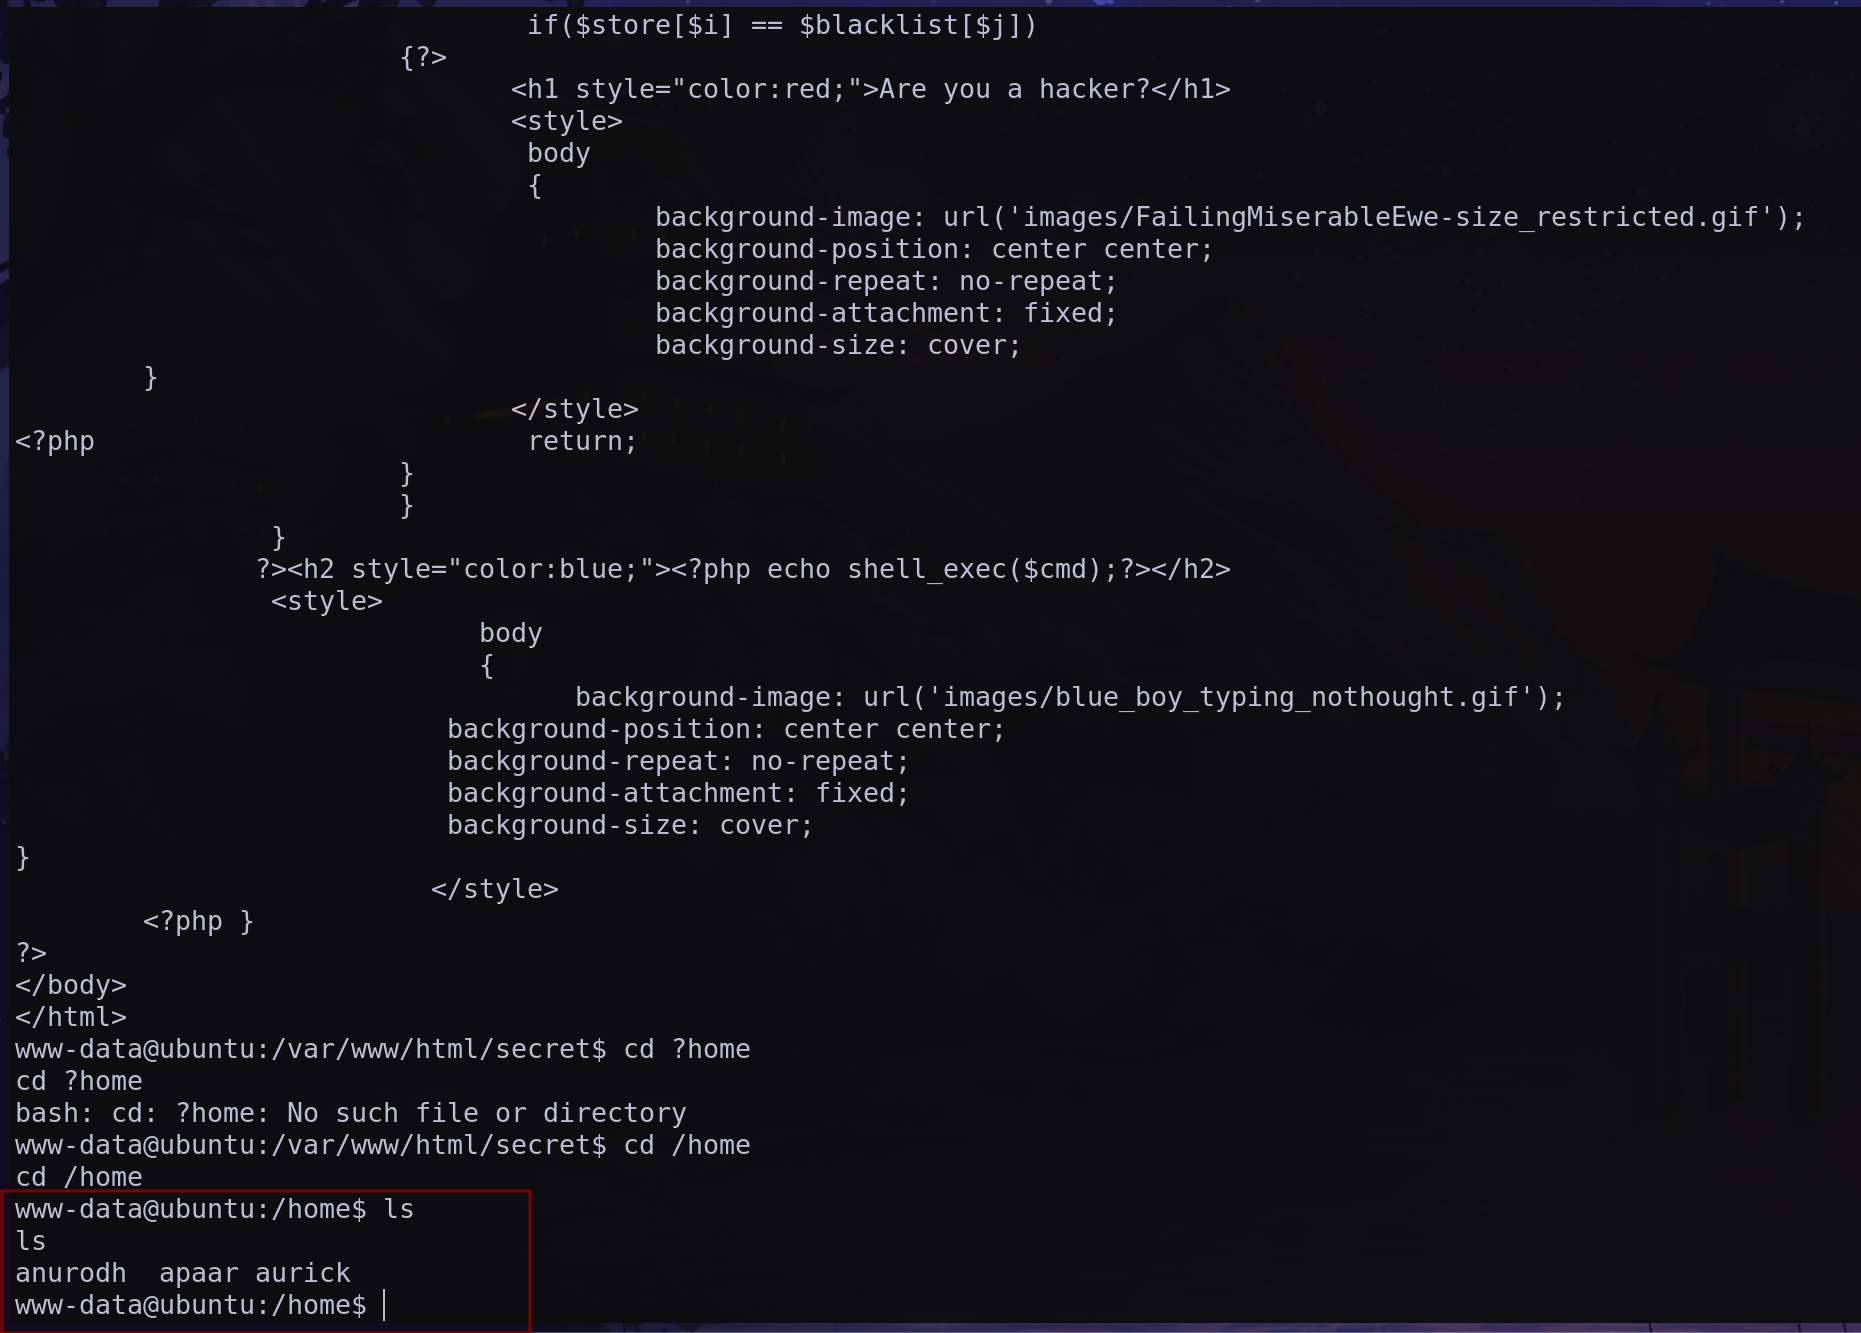 if($store[$i] == $blacklist[$j])
{?>
<h1 style="color:red;">Are you a hacker?</h1>
<style>
body
{
background-image: url('images/FailingMiserableEwe-size_restricted.gif');
background-position: center center;
background-repeat: no-repeat;
background-attachment: fixed;
background-size: cover;
}
</style>
<?php                           return;
}
}
}
?><h2 style="color:blue;"><?php echo shell_exec($cmd);?></h2>
<style>
body
{
background-image: url('images/blue_boy_typing_nothought.gif');
background-position: center center;
background-repeat: no-repeat;
background-attachment: fixed;
background-size: cover;
}
</style>
<?php }
?>
</body>
</html>
www-data@ubuntu:/var/www/html/secret$ cd ?home
cd ?home
bash: cd: ?home: No such file or directory
www-data@ubuntu:/var/www/html/secret$ cd /home
cd /home
www-data@ubuntu:/home$ ls
ls
anurodh  apaar aurick
www-data@ubuntu:/home$